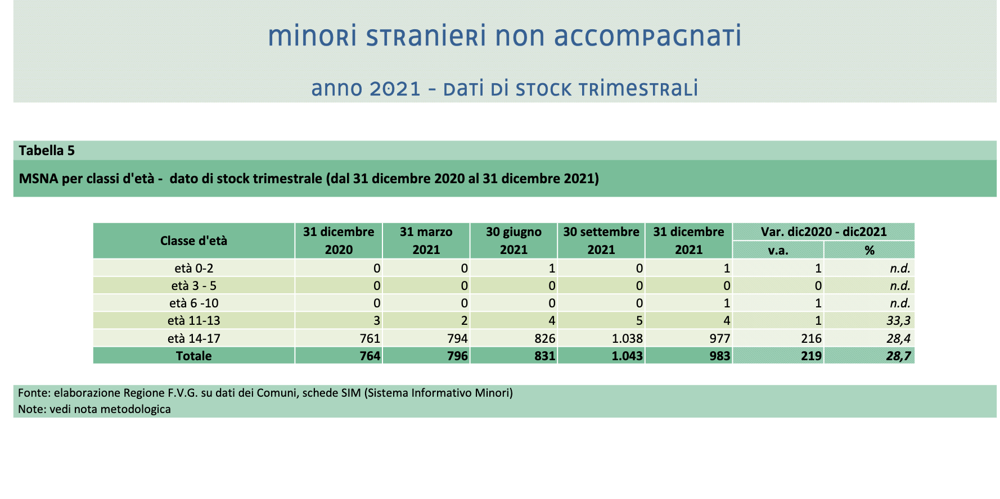 minori stranieri non accompagnati
anno 2021 - dati di stock trimestrali
Tabella 5
MSNA per classi d'età - dato di stock trimestrale (dal 31 dicembre 2020 al 31 dicembre 2021)
Classe d'età 31 dicembre 2020 31 marzo 2021 30 giugno 2021 30 settembre 2021 31 dicembre 2021 Var. dic2020 - dic2021
v.a. %
età 0-2 0 0 1 0 1 1 n.d.
età 3 - 5 0 0 0 0 0 0 n.d.
età 6 -10 0 0 0 0 1 1 n.d.
età 11-13 3 2 4 5 4 1 33,3
età 14-17 761 794 826 1.038 977 216 28,4
Totale 764 796 831 1.043 983 219 28,7
Fonte: elaborazione Regione F.V.G. su dati dei Comuni, schede SIM (Sistema Informativo Minori)
Note: vedi nota metodologica